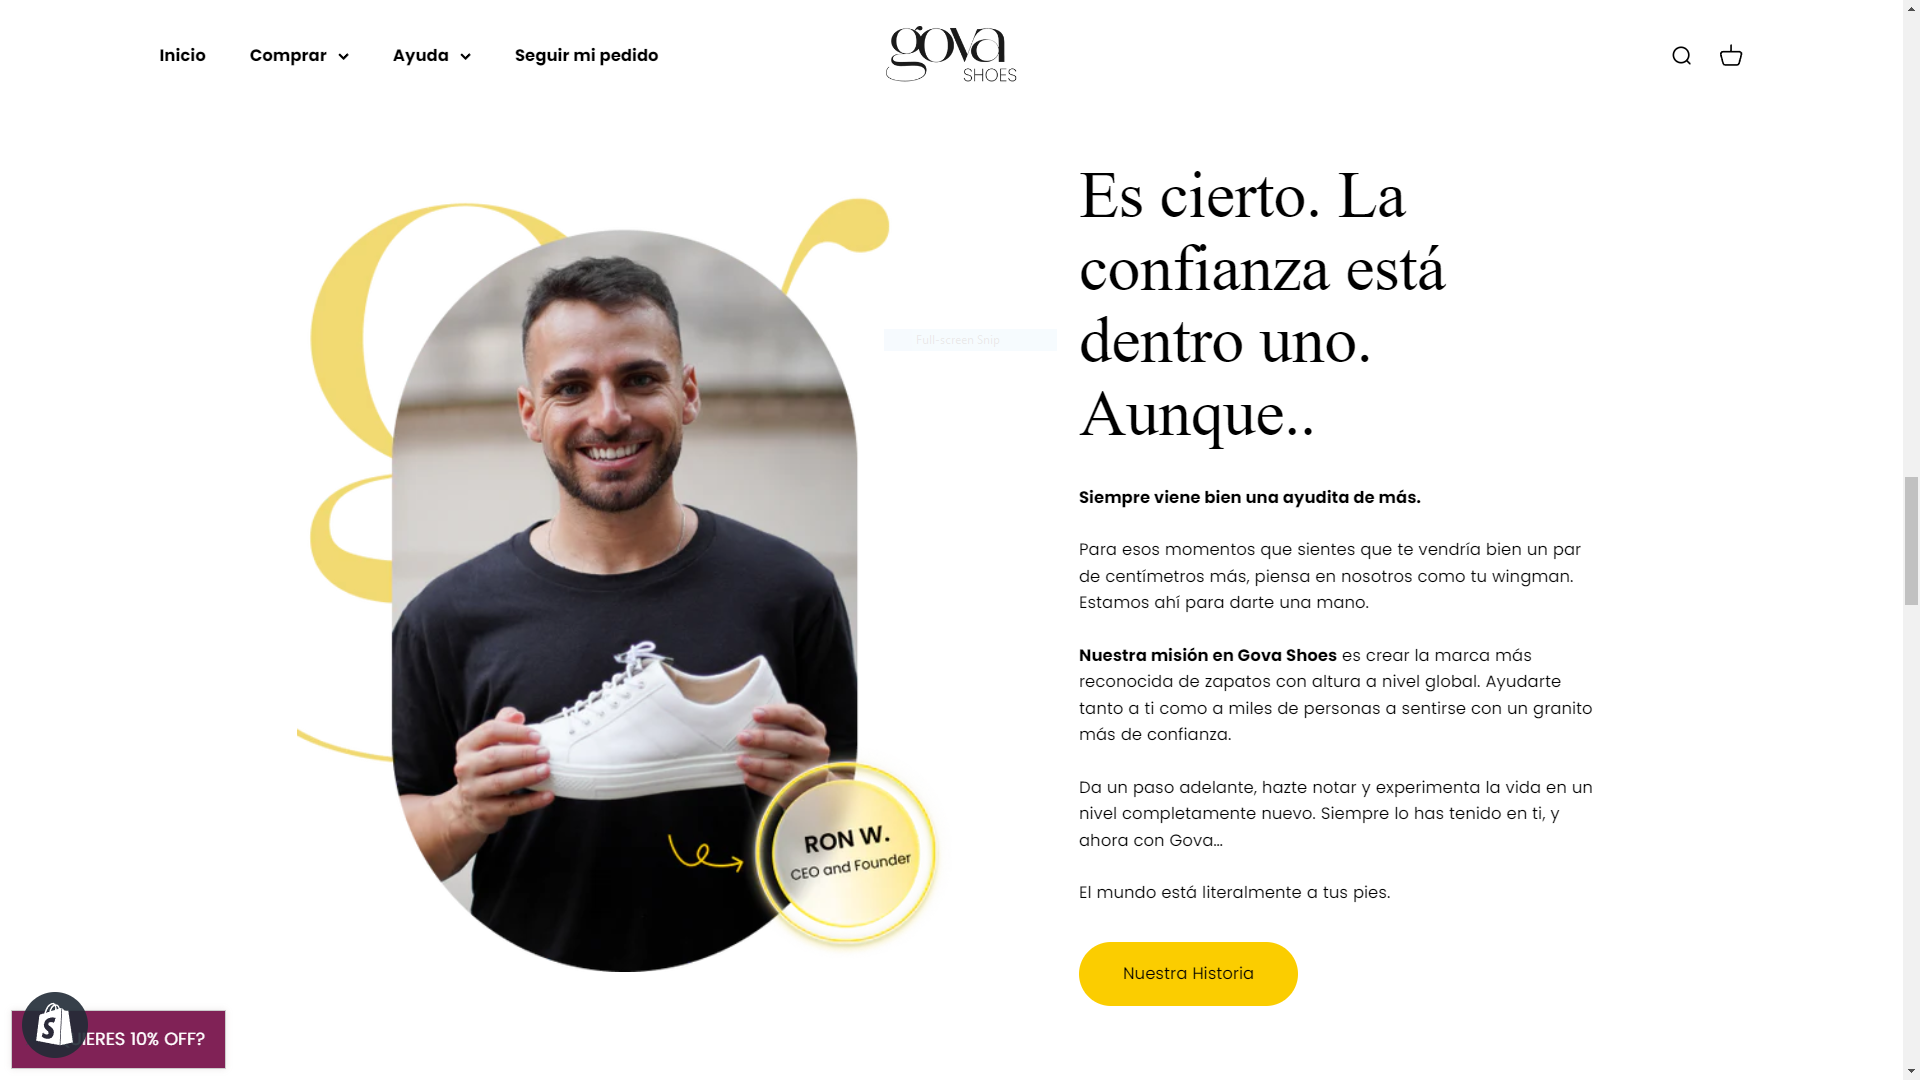 Inicio
Comprar
Ayuda
Seguir mi pedido
gova
SHOES
Full-screen Snip
Es cierto. La
confianza está
dentro uno.
Aunque..
Siempre viene bien una ayudita de más.
Para esos momentos que sientes que te vendría bien un par
de centímetros más, piensa en nosotros como tu wingman.
Estamos ahí para darte una mano.
Nuestra misión en Gova Shoes es crear la marca más
reconocida de zapatos con altura a nivel global. Ayudarte
tanto a ti como a miles de personas a sentirse con un granito
más de confianza.
Da un paso adelante, hazte notar y experimenta la vida en un
nivel completamente nuevo. Siempre lo has tenido en ti, y
ahora con Gova...
El mundo está literalmente a tus pies.
Nuestra Historia
RON W.
CEO and Founder
10% OFF?